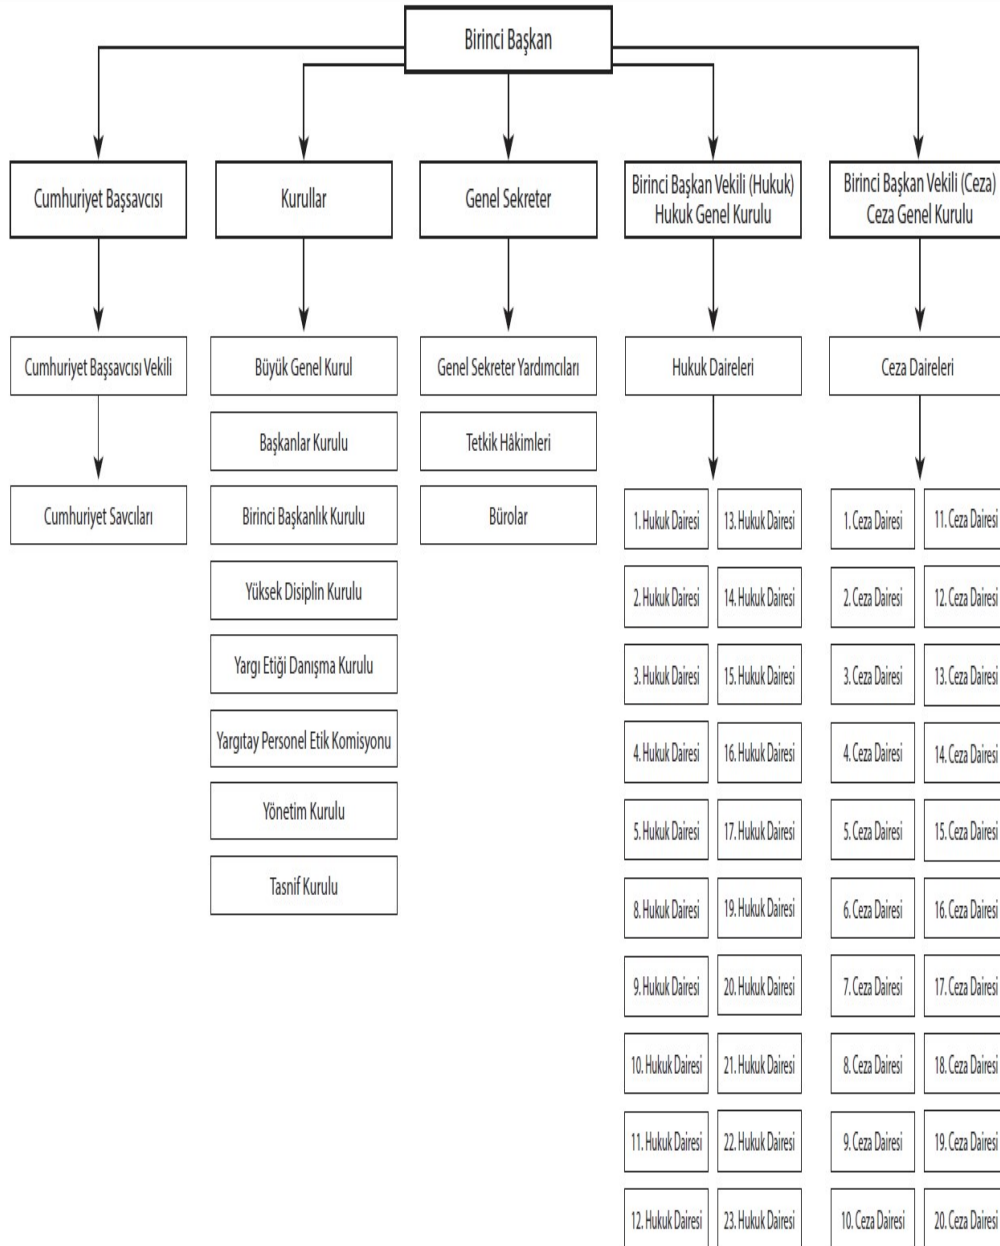 Birinci Başkan
Cumhuriyet Başsavcısı
Kurullar
Genel Sekreter
Birinci Başkan Vekili (Hukuk)
Hukuk Genel Kurulu
Birinci Başkan Vekili (Ceza)
Ceza Genel Kurulu
Cumhuriyet Başsavcısı Vekili
Cumhuriyet Savcıları
Büyük Genel Kurul
Başkanlar Kurulu
Birinci Başkanlık Kurulu
Yüksek Disiplin Kurulu
Yargı Etiği Danışma Kurulu
Yargıtay Personel Etik Komisyonu
Yönetim Kurulu
Tasnif Kurulu
Genel Sekreter Yardımcıları
Tetkik Hâkimleri
Bürolar
Hukuk Daireleri
1. Hukuk Dairesi
2. Hukuk Dairesi
3. Hukuk Dairesi
4. Hukuk Dairesi
5. Hukuk Dairesi
8. Hukuk Dairesi
9. Hukuk Dairesi
10. Hukuk Dairesi
11. Hukuk Dairesi
12. Hukuk Dairesi
13. Hukuk Dairesi
14. Hukuk Dairesi
15. Hukuk Dairesi
16. Hukuk Dairesi
17. Hukuk Dairesi
19. Hukuk Dairesi
20. Hukuk Dairesi
21. Hukuk Dairesi
22. Hukuk Dairesi
23. Hukuk Dairesi
Ceza Daireleri
1. Ceza Dairesi
2. Ceza Dairesi
3. Ceza Dairesi
4. Ceza Dairesi
5. Ceza Dairesi
6. Ceza Dairesi
7. Ceza Dairesi
8. Ceza Dairesi
9. Ceza Dairesi
10. Ceza Dairesi
11. Ceza Dairesi
12. Ceza Dairesi
13. Ceza Dairesi
14. Ceza Dairesi
15. Ceza Dairesi
16. Ceza Dairesi
17. Ceza Dairesi
18. Ceza Dairesi
19. Ceza Dairesi
20. Ceza Dairesi